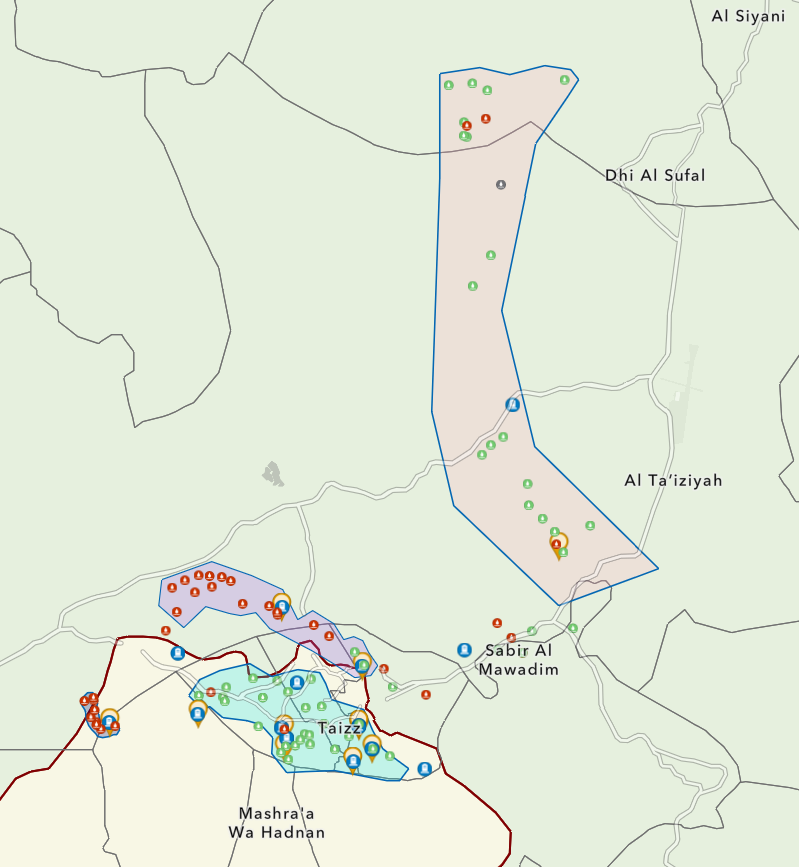 Al Siyani
Dhi Al Sufal
Al Ta'iziyah
Sabir Al
Mawadim
Taizz
Mashra'a
Wa Hadnan